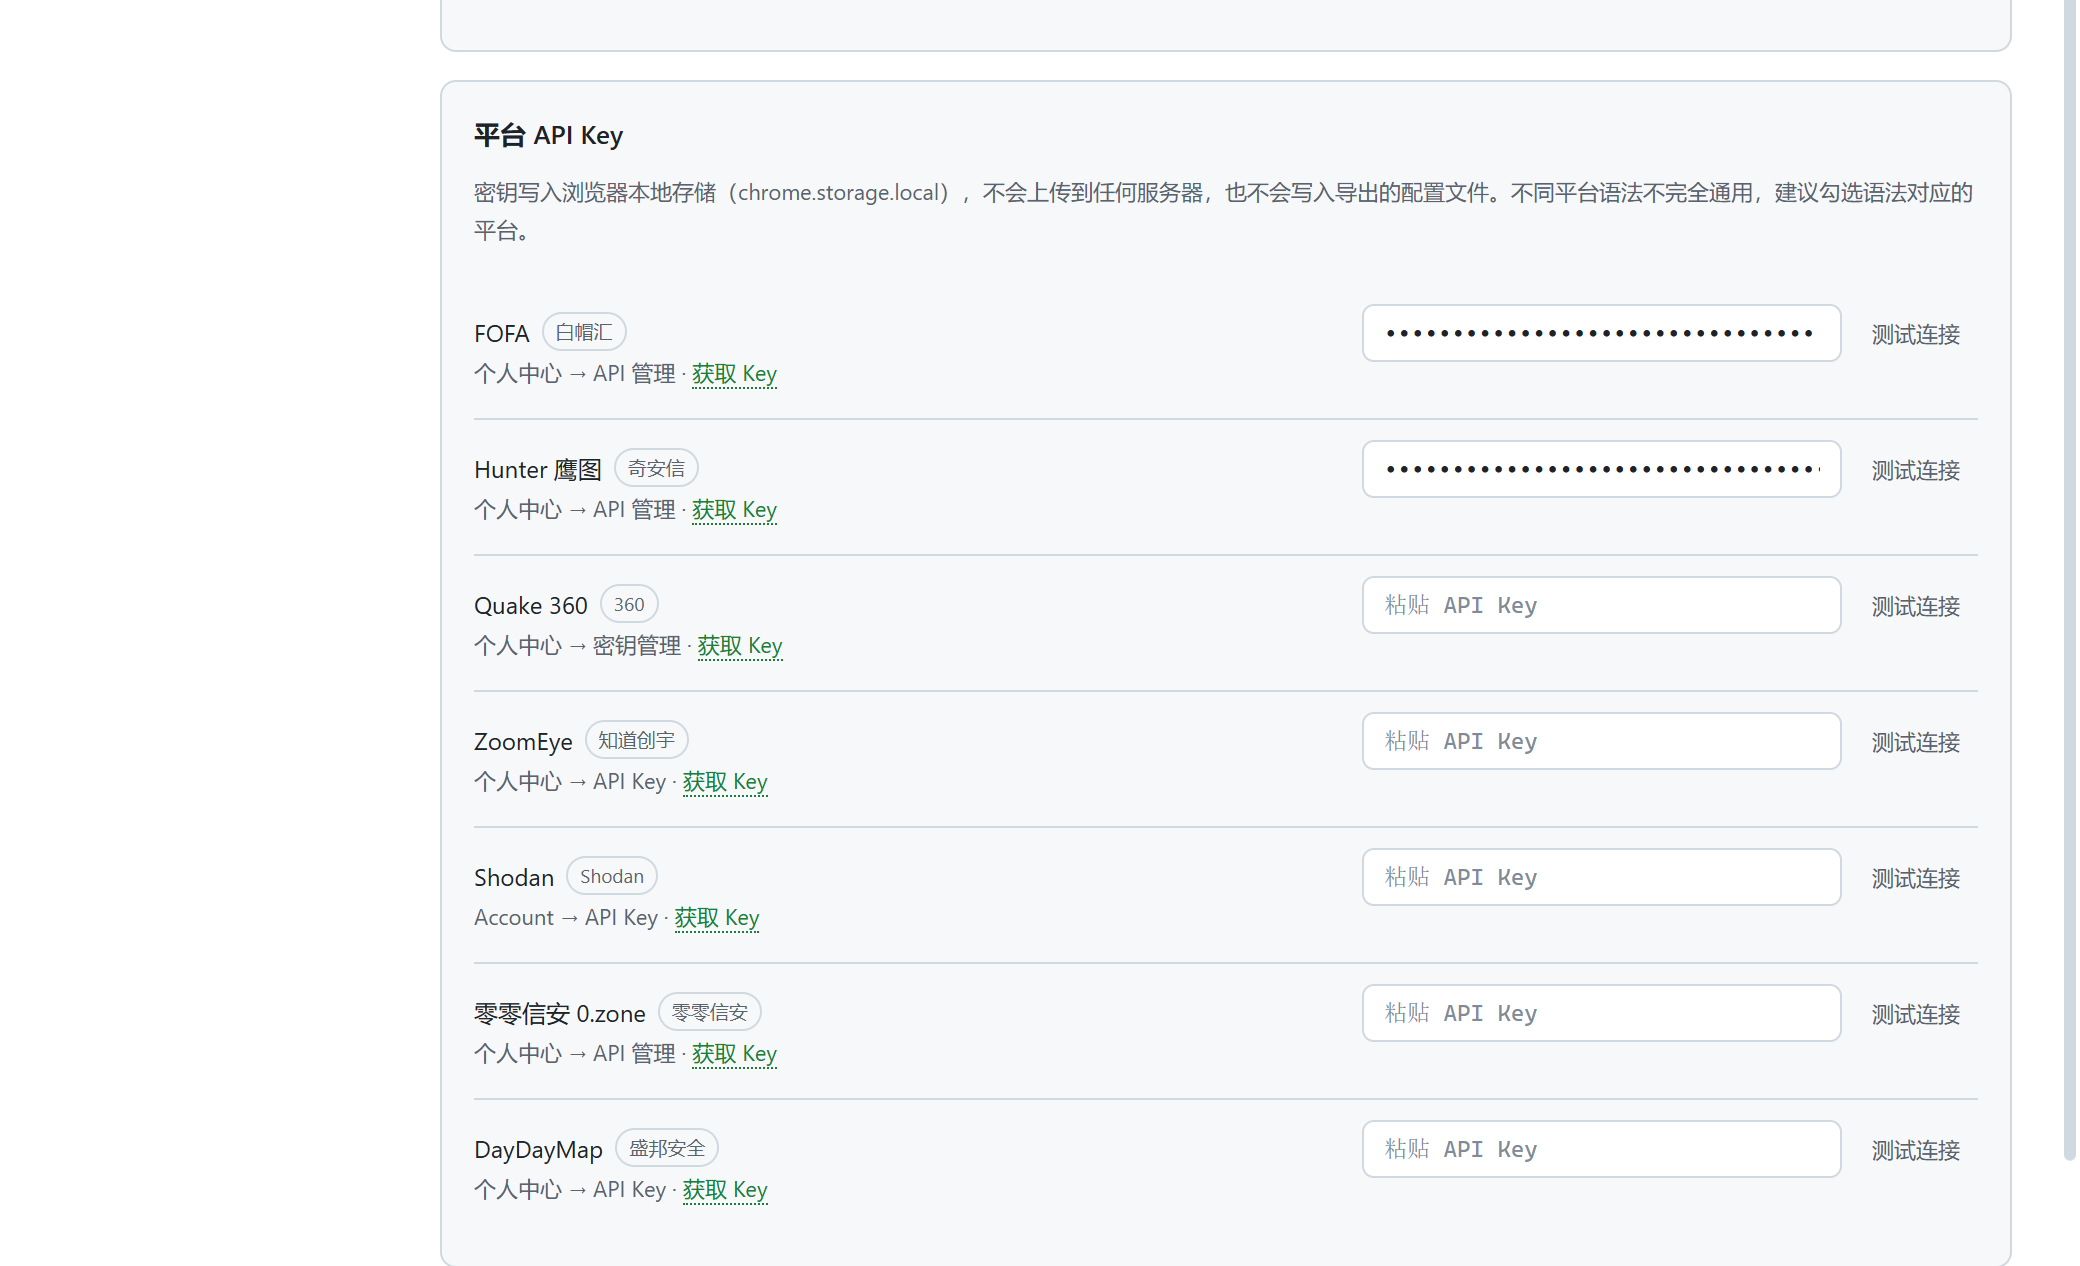 平台 API Key
密钥写入浏览器本地存储（chrome.storage.local），不会上传到任何服务器，也不会写入导出的配置文件。不同平台语法不完全通用，建议勾选语法对应的
平台。
FOFA 白帽汇 •••••••••••••••••••••••••••••••• 测试连接
个人中心 → API 管理 · 获取 Key
Hunter 鹰图 奇安信 ••••••••••••••••••••••••••••••••• 测试连接
个人中心 → API 管理 · 获取 Key
Quake 360 360 粘贴 API Key 测试连接
个人中心 → 密钥管理 · 获取 Key
ZoomEye 知道创宇 粘贴 API Key 测试连接
个人中心 → API Key · 获取 Key
Shodan Shodan 粘贴 API Key 测试连接
Account → API Key · 获取 Key
零零信安 0.zone 零零信安 粘贴 API Key 测试连接
个人中心 → API 管理 · 获取 Key
DayDayMap 盛邦安全 粘贴 API Key 测试连接
个人中心 → API Key · 获取 Key